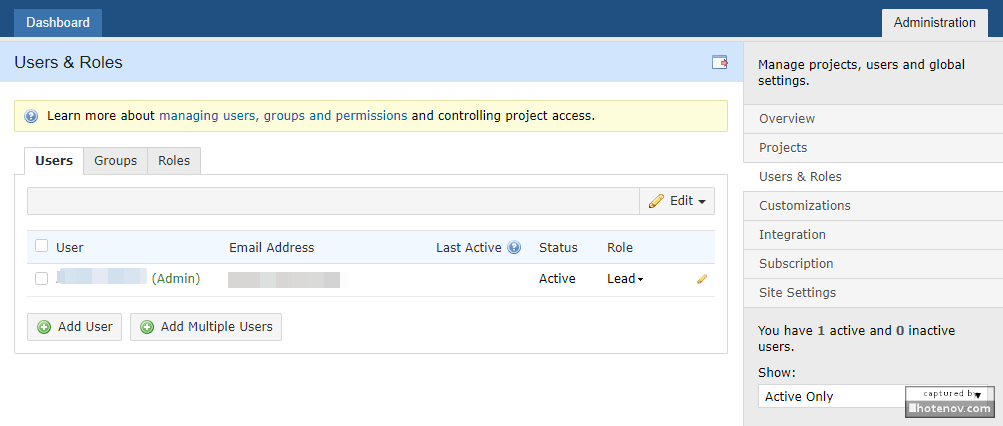 Dashboard
Administration
Users & Roles
Learn more about managing users, groups and permissions and controlling project access.
Users Groups Roles
Edit
User Email Address Last Active Status Role
(Admin) Active Lead
Add User Add Multiple Users
Manage projects, users and global
settings.
Overview
Projects
Users & Roles
Customizations
Integration
Subscription
Site Settings
You have 1 active and 0 inactive
users.
Show:
Active Only
captured by
hotenov.com